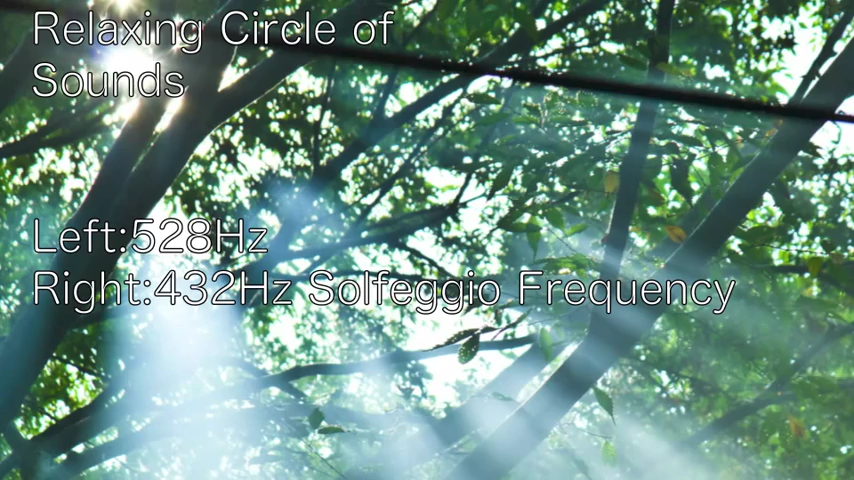 Relaxing Circle of
Sounds
Left:528Hz
Right:432Hz Solfeggio Frequency